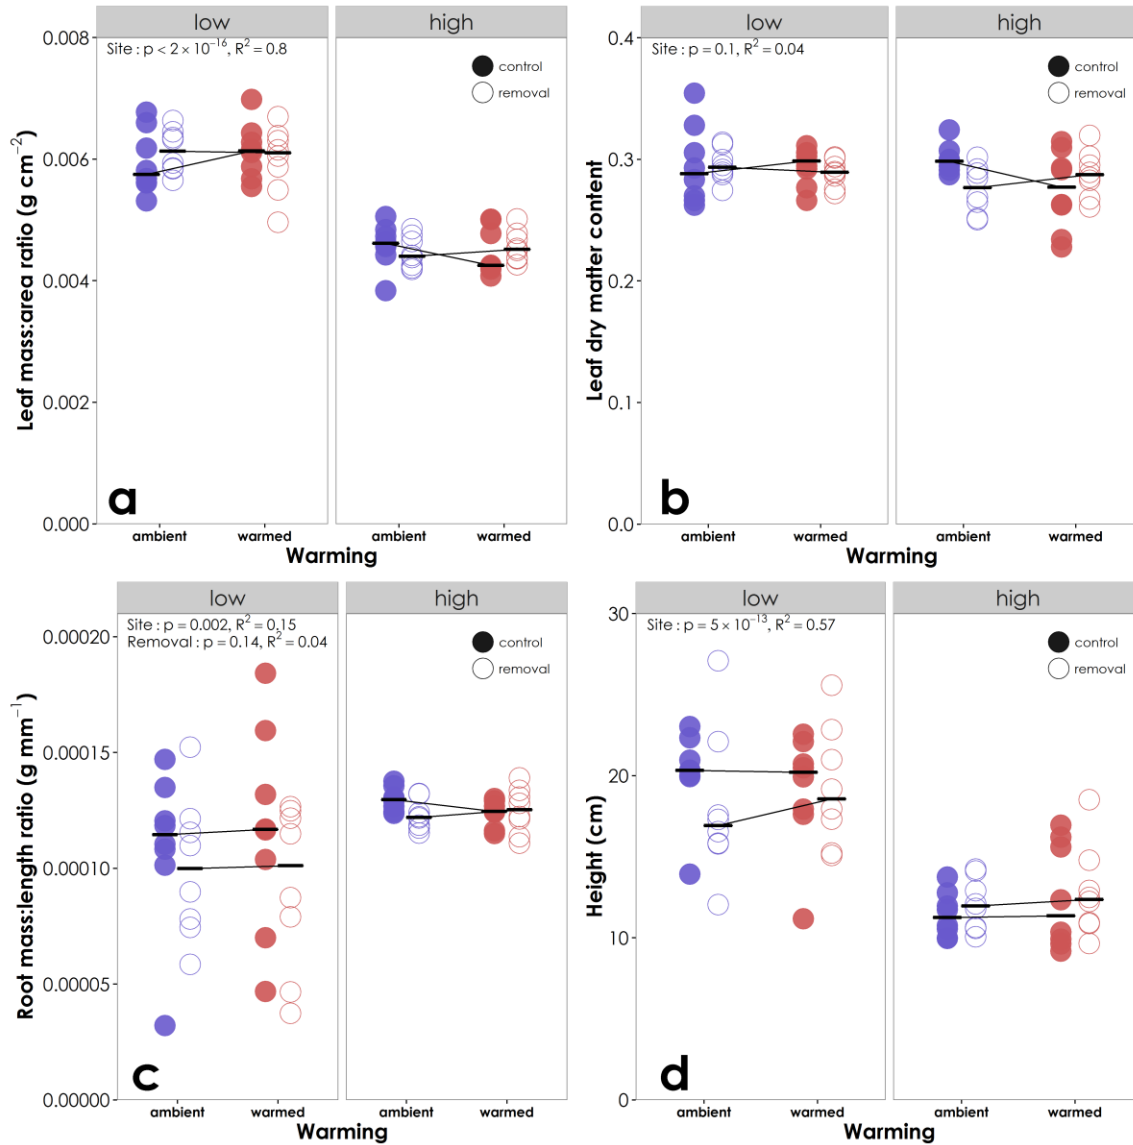 low
high
Site : p < 2 × 10⁻¹⁶, R² = 0.8
control
removal
0.008
0.006
0.004
0.002
0.000
Leaf mass:area ratio (g cm⁻²)
a
ambient
warmed
ambient
warmed
Warming
low
high
Site : p = 0.1, R² = 0.04
control
removal
0.4
0.3
0.2
0.1
0.0
Leaf dry matter content
b
ambient
warmed
ambient
warmed
Warming
low
high
Site : p = 0.002, R² = 0.15
Removal : p = 0.14, R² = 0.04
control
removal
0.00020
0.00015
0.00010
0.00005
0.00000
Root mass:length ratio (g mm⁻¹)
c
ambient
warmed
ambient
warmed
Warming
low
high
Site : p = 5 × 10⁻¹³, R² = 0.57
control
removal
30
20
10
0
Height (cm)
d
ambient
warmed
ambient
warmed
Warming